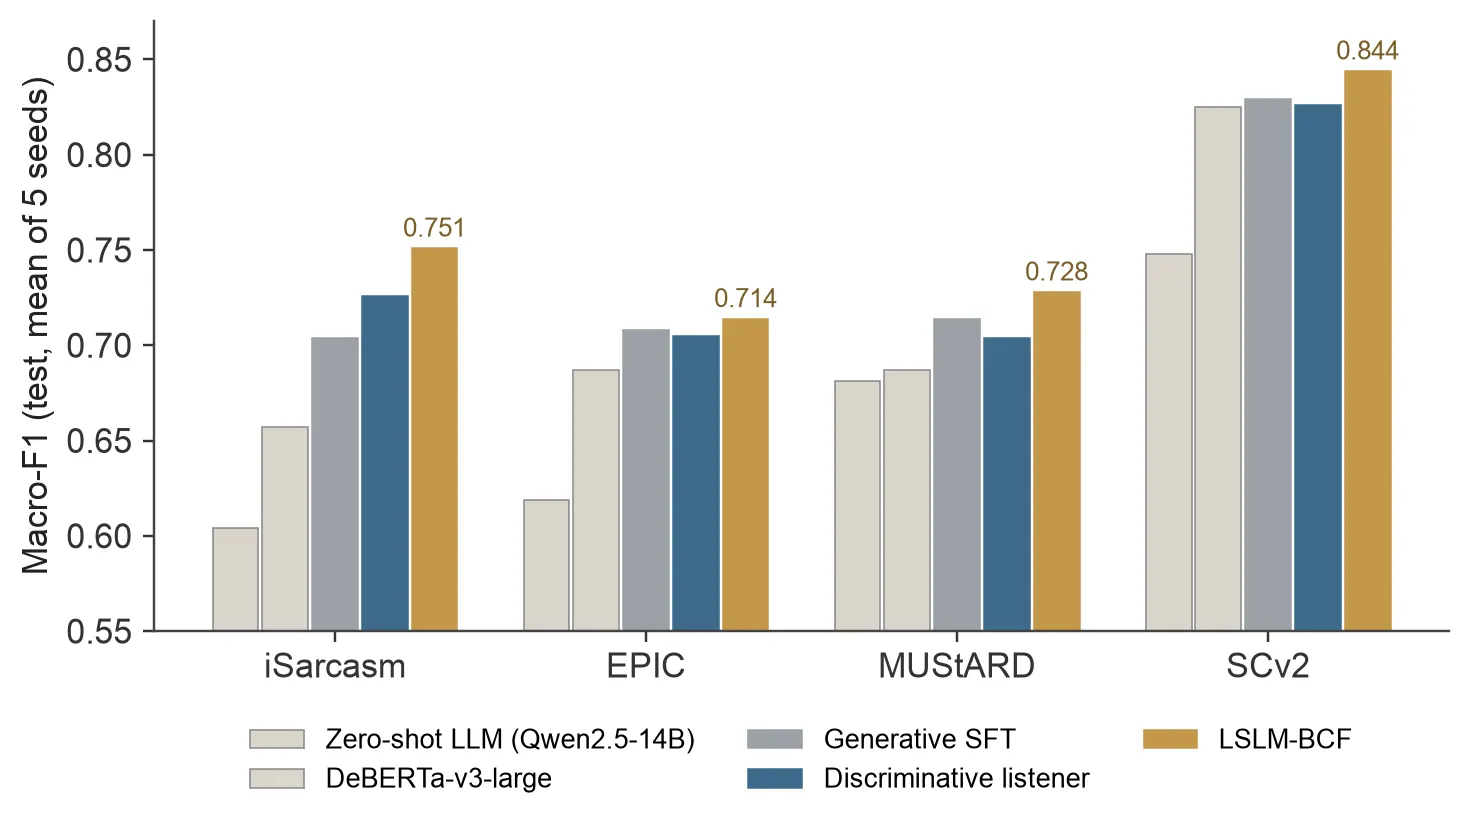 Macro-F1 (test, mean of 5 seeds)
0.85
0.80
0.75
0.70
0.65
0.60
0.55
0.751
0.714
0.728
0.844
iSarcasm
EPIC
MUStARD
SCv2
Zero-shot LLM (Qwen2.5-14B)
DeBERTa-v3-large
Generative SFT
Discriminative listener
LSLM-BCF